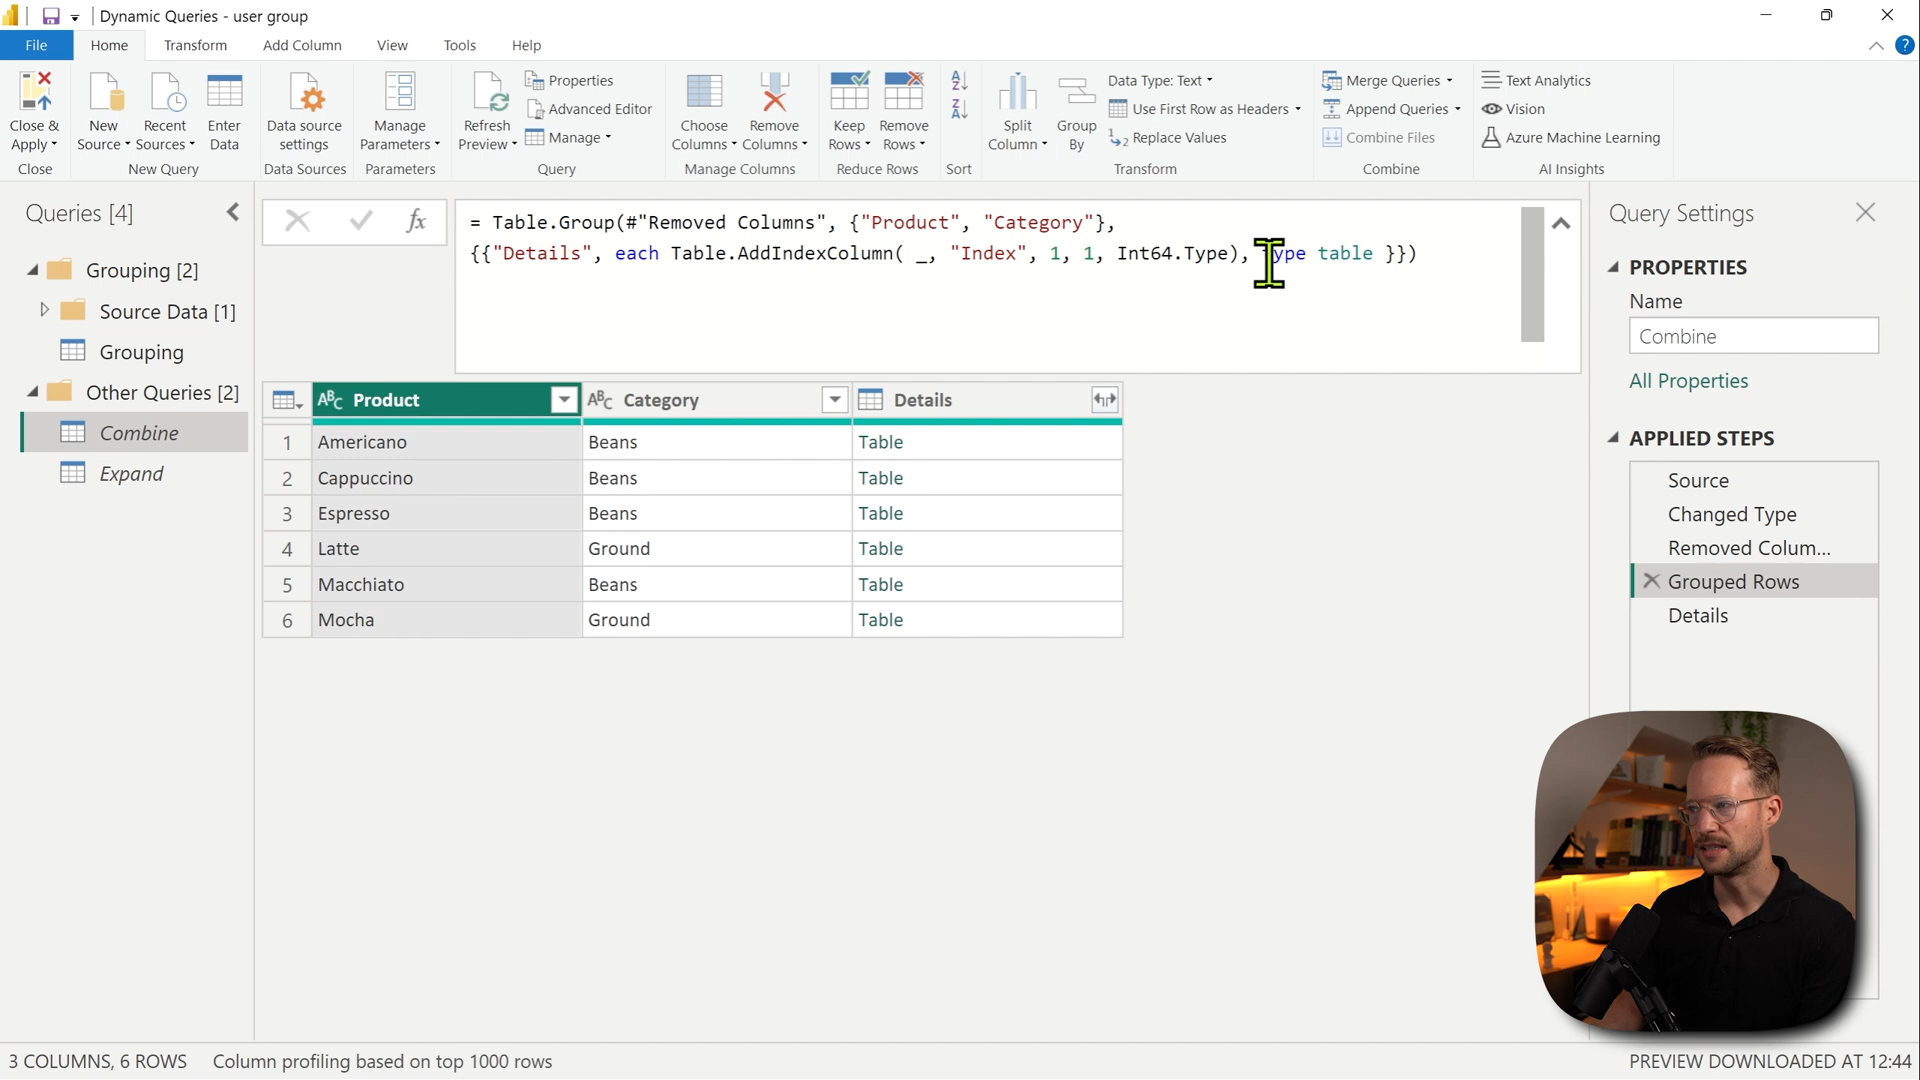 Dynamic Queries - user group
File
Home
Transform
Add Column
View
Tools
Help
Close &
Apply
Close
New
Source
Recent
Sources
Enter
Data
New Query
Data source
settings
Data Sources
Manage
Parameters
Parameters
Refresh
Preview
Properties
Advanced Editor
Manage
Query
Choose
Columns
Remove
Columns
Manage Columns
Keep
Rows
Remove
Rows
Reduce Rows
Sort
Split
Column
Group
By
Data Type: Text
Use First Row as Headers
Replace Values
Transform
Merge Queries
Append Queries
Combine Files
Combine
Text Analytics
Vision
Azure Machine Learning
AI Insights
Queries [4]
Grouping [2]
Source Data [1]
Grouping
Other Queries [2]
Combine
Expand
fx
= Table.Group(#"Removed Columns", {"Product", "Category"},
{{"Details", each Table.AddIndexColumn( _, "Index", 1, 1, Int64.Type), type table }})
Product Category Details
1 Americano Beans Table
2 Cappuccino Beans Table
3 Espresso Beans Table
4 Latte Ground Table
5 Macchiato Beans Table
6 Mocha Ground Table
Query Settings
PROPERTIES
Name
Combine
All Properties
APPLIED STEPS
Source
Changed Type
Removed Colum...
Grouped Rows
Details
3 COLUMNS, 6 ROWS
Column profiling based on top 1000 rows
PREVIEW DOWNLOADED AT 12:44